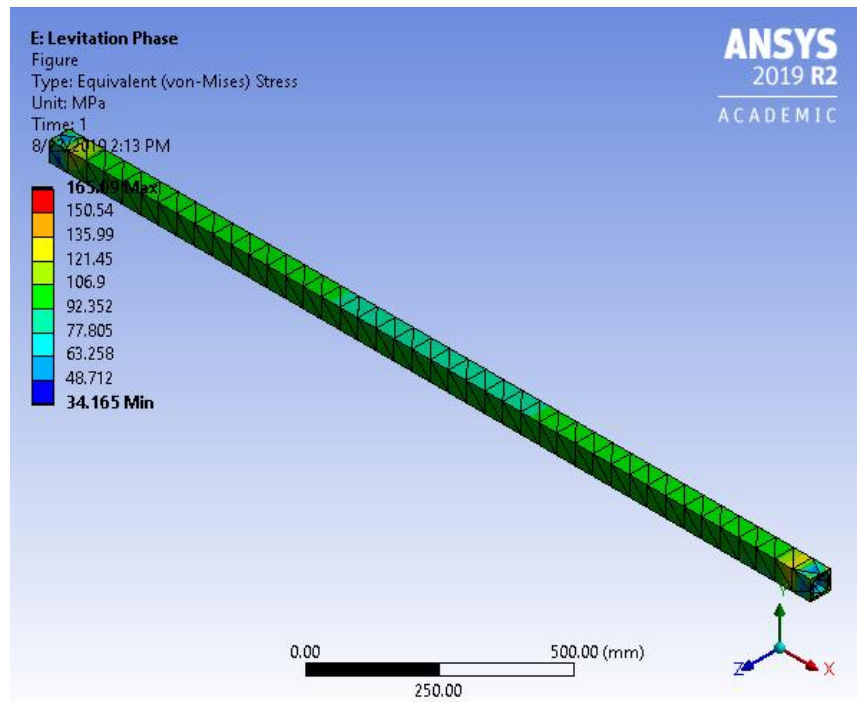 E: Levitation Phase
Figure
Type: Equivalent (von-Mises) Stress
Unit: MPa
Time: 1
2:13 PM
ANSYS
2019 R2
ACADEMIC
165.09 Max
150.54
135.99
121.45
106.9
92.352
77.805
63.258
48.712
34.165 Min
0.00
500.00 (mm)
250.00
Y
Z
X